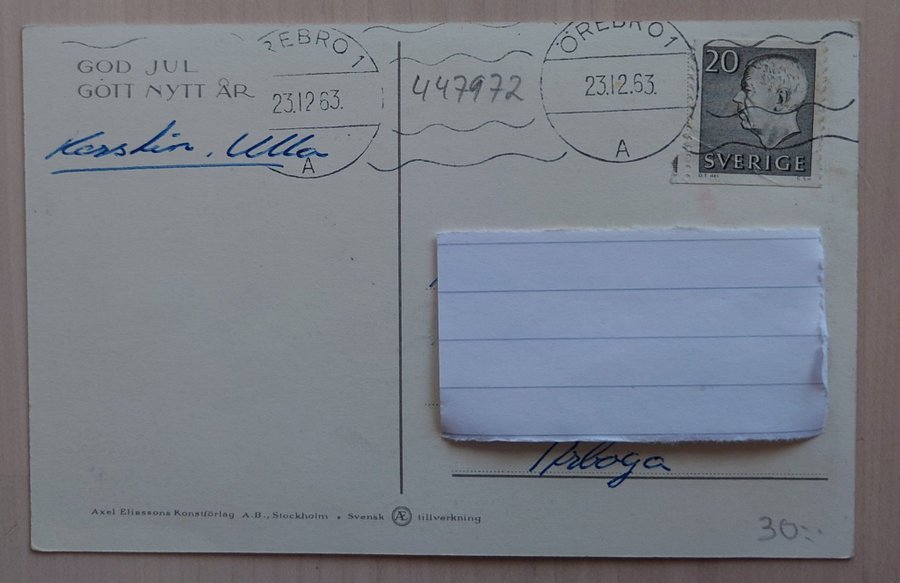 GOD JUL
GOTT NYTT ÅR
Kerstin, Ulla
REBRO 1
23.12.63.
A
447972
ÖREBRO 1
23.12.63.
A
20
SVERIGE
Arboga
Axel Eliassons Konstförlag A.B., Stockholm • Svensk Æ tillverkning
30:-